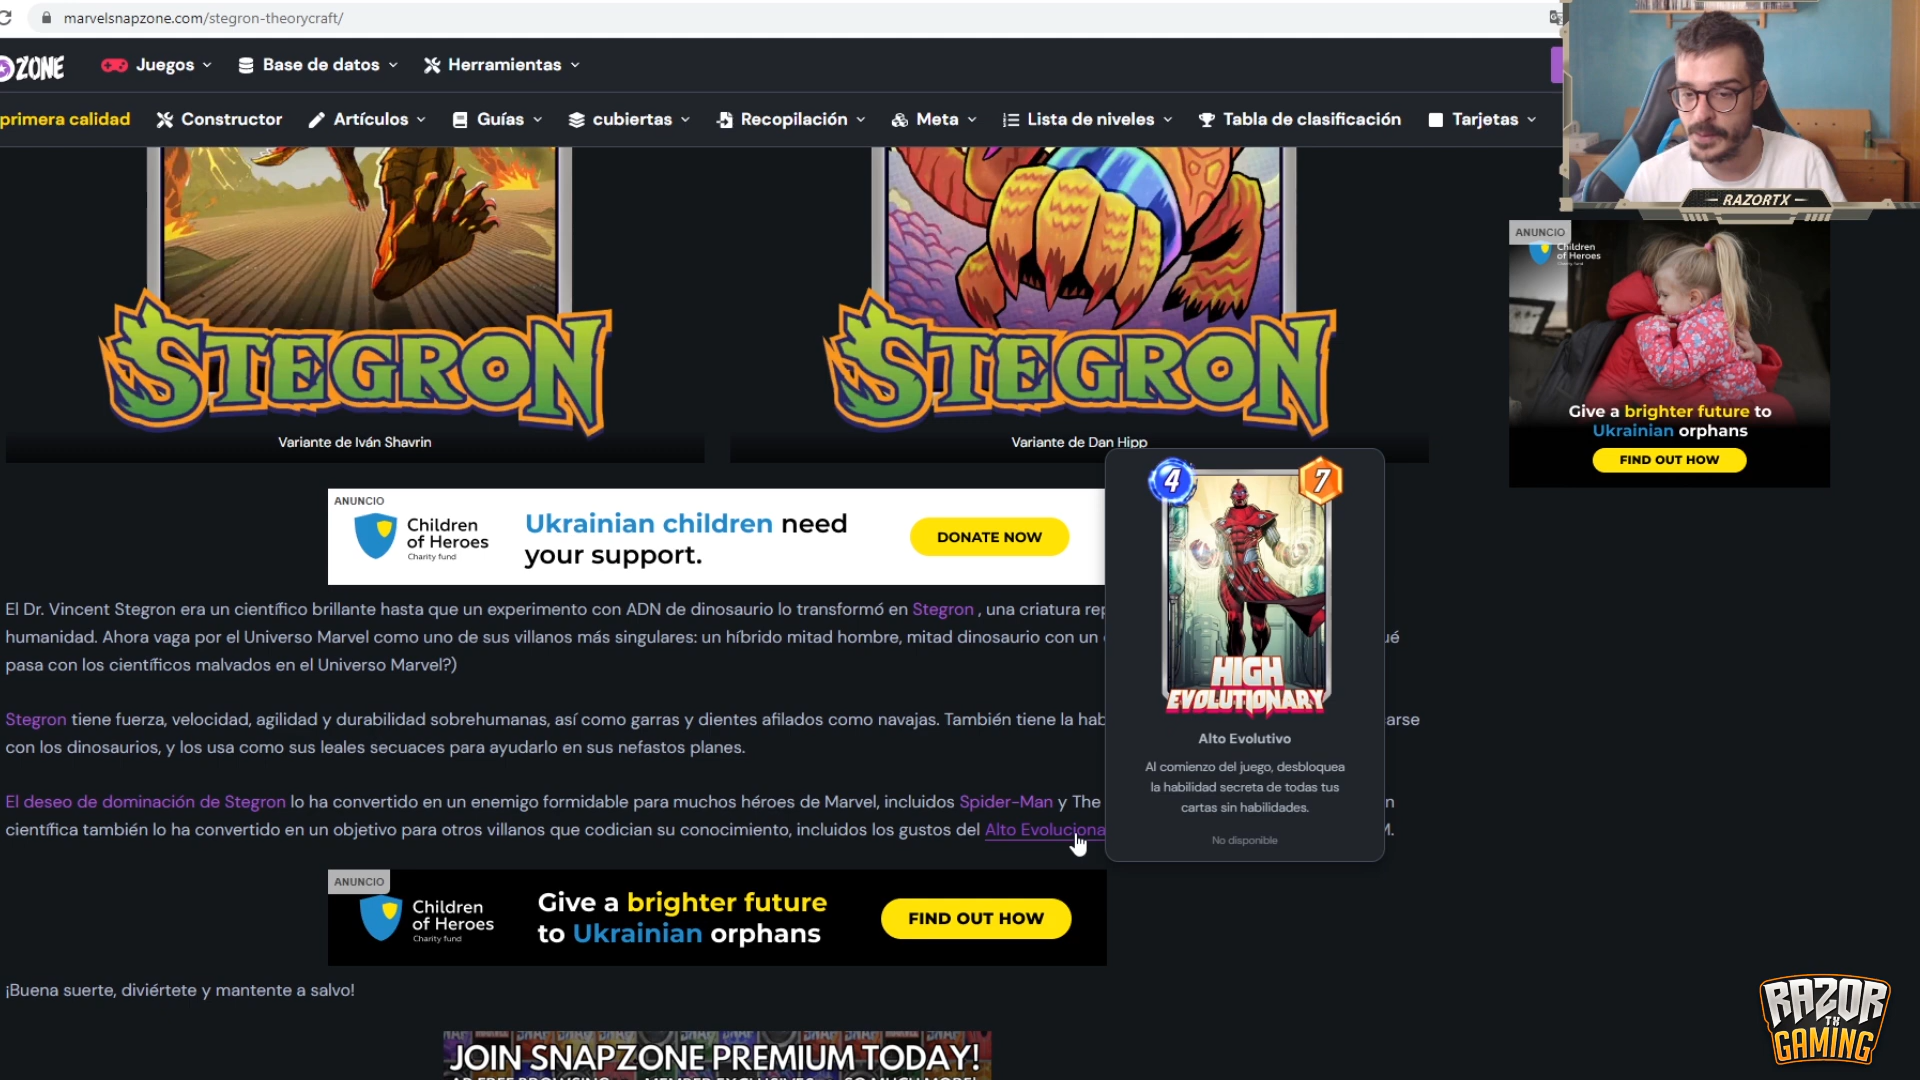 marvelsnapzone.com/stegron-theorycraft/
ZONE
Juegos
Base de datos
Herramientas
primera calidad
Constructor
Artículos
Guías
cubiertas
Recopilación
Meta
Lista de niveles
Tabla de clasificación
Tarjetas
RAZORTX
STEGRON
Variante de Iván Shavrin
STEGRON
Variante de Dan Hipp
ANUNCIO
Children
of Heroes
Charity fund
Give a brighter future to
Ukrainian orphans
FIND OUT HOW
ANUNCIO
Children
of Heroes
Charity fund
Ukrainian children need
your support.
DONATE NOW
4
7
HIGH
EVOLUTIONARY
Alto Evolutivo
Al comienzo del juego, desbloquea
la habilidad secreta de todas tus
cartas sin habilidades.
No disponible
El Dr. Vincent Stegron era un científico brillante hasta que un experimento con ADN de dinosaurio lo transformó en Stegron , una criatura rep
humanidad. Ahora vaga por el Universo Marvel como uno de sus villanos más singulares: un híbrido mitad hombre, mitad dinosaurio con un ué
pasa con los científicos malvados en el Universo Marvel?)
Stegron tiene fuerza, velocidad, agilidad y durabilidad sobrehumanas, así como garras y dientes afilados como navajas. También tiene la hab arse
con los dinosaurios, y los usa como sus leales secuaces para ayudarlo en sus nefastos planes.
El deseo de dominación de Stegron lo ha convertido en un enemigo formidable para muchos héroes de Marvel, incluidos Spider-Man y The n
científica también lo ha convertido en un objetivo para otros villanos que codician su conocimiento, incluidos los gustos del Alto Evoluciona M.
ANUNCIO
Children
of Heroes
Charity fund
Give a brighter future
to Ukrainian orphans
FIND OUT HOW
¡Buena suerte, diviértete y mantente a salvo!
JOIN SNAPZONE PREMIUM TODAY!
RAZOR
TX
GAMING